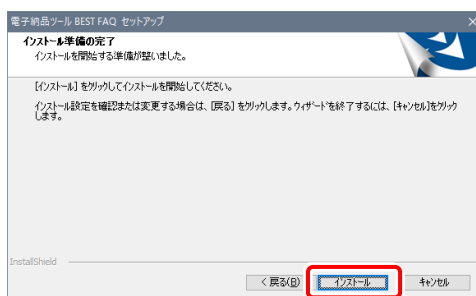 電子納品ツール BEST FAQ セットアップ
インストール準備の完了
インストールを開始する準備が整いました。
[インストール] をクリックしてインストールを開始してください。
インストール設定を確認または変更する場合は、[戻る] をクリックします。ウィザードを終了するには、[キャンセル]をクリック
します。
InstallShield
< 戻る(B)
インストール
キャンセル